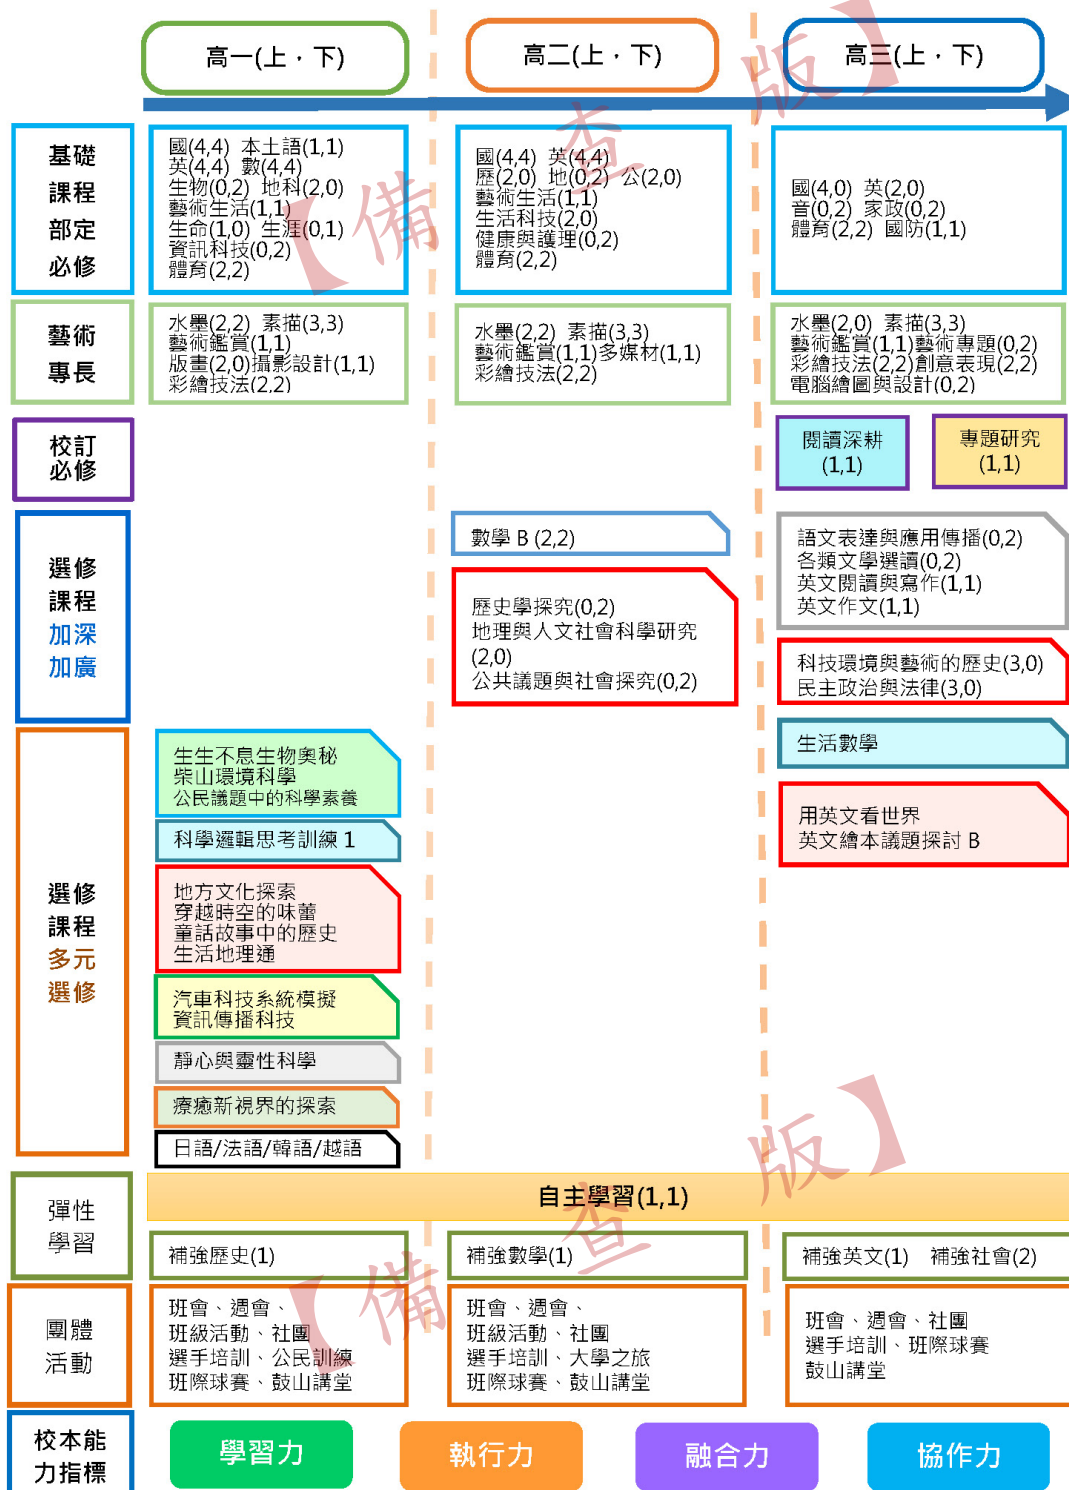 高一(上，下)
高二(上，下)
高三(上，下)
基礎
課程
部定
必修
國(4,4) 本土語(1,1)
英(4,4) 數(4,4)
生物(0,2) 地科(2,0)
藝術生活(1,1)
生命(1,0) 生涯(0,1)
資訊科技(0,2)
體育(2,2)
國(4,4) 英(4,4)
歷(2,0) 地(0,2) 公(2,0)
藝術生活(1,1)
生活科技(2,0)
健康與護理(0,2)
體育(2,2)
國(4,0) 英(2,0)
音(0,2) 家政(0,2)
體育(2,2) 國防(1,1)
藝術
專長
水墨(2,2) 素描(3,3)
藝術鑑賞(1,1)
版畫(2,0)攝影設計(1,1)
彩繪技法(2,2)
水墨(2,2) 素描(3,3)
藝術鑑賞(1,1)多媒材(1,1)
彩繪技法(2,2)
水墨(2,0) 素描(3,3)
藝術鑑賞(1,1)藝術專題(0,2)
彩繪技法(2,2)創意表現(2,2)
電腦繪圖與設計(0,2)
校訂
必修
閱讀深耕
(1,1)
專題研究
(1,1)
選修
課程
加深
加廣
數學 B (2,2)
歷史學探究(0,2)
地理與人文社會科學研究
(2,0)
公共議題與社會探究(0,2)
語文表達與應用傳播(0,2)
各類文學選讀(0,2)
英文閱讀與寫作(1,1)
英文作文(1,1)
科技環境與藝術的歷史(3,0)
民主政治與法律(3,0)
選修
課程
多元
選修
生生不息生物奧秘
柴山環境科學
公民議題中的科學素養
科學邏輯思考訓練 1
地方文化探索
穿越時空的味蕾
童話故事中的歷史
生活地理通
汽車科技系統模擬
資訊傳播科技
靜心與靈性科學
療癒新視界的探索
日語/法語/韓語/越語
生活數學
用英文看世界
英文繪本議題探討 B
彈性
學習
自主學習(1,1)
補強歷史(1)
補強數學(1)
補強英文(1) 補強社會(2)
團體
活動
班會、週會、
班級活動、社團
選手培訓、公民訓練
班際球賽、鼓山講堂
班會、週會、
班級活動、社團
選手培訓、大學之旅
班際球賽、鼓山講堂
班會、週會、社團
選手培訓、班際球賽
鼓山講堂
校本能
力指標
學習力
執行力
融合力
協作力
【備查版】
【備查版】